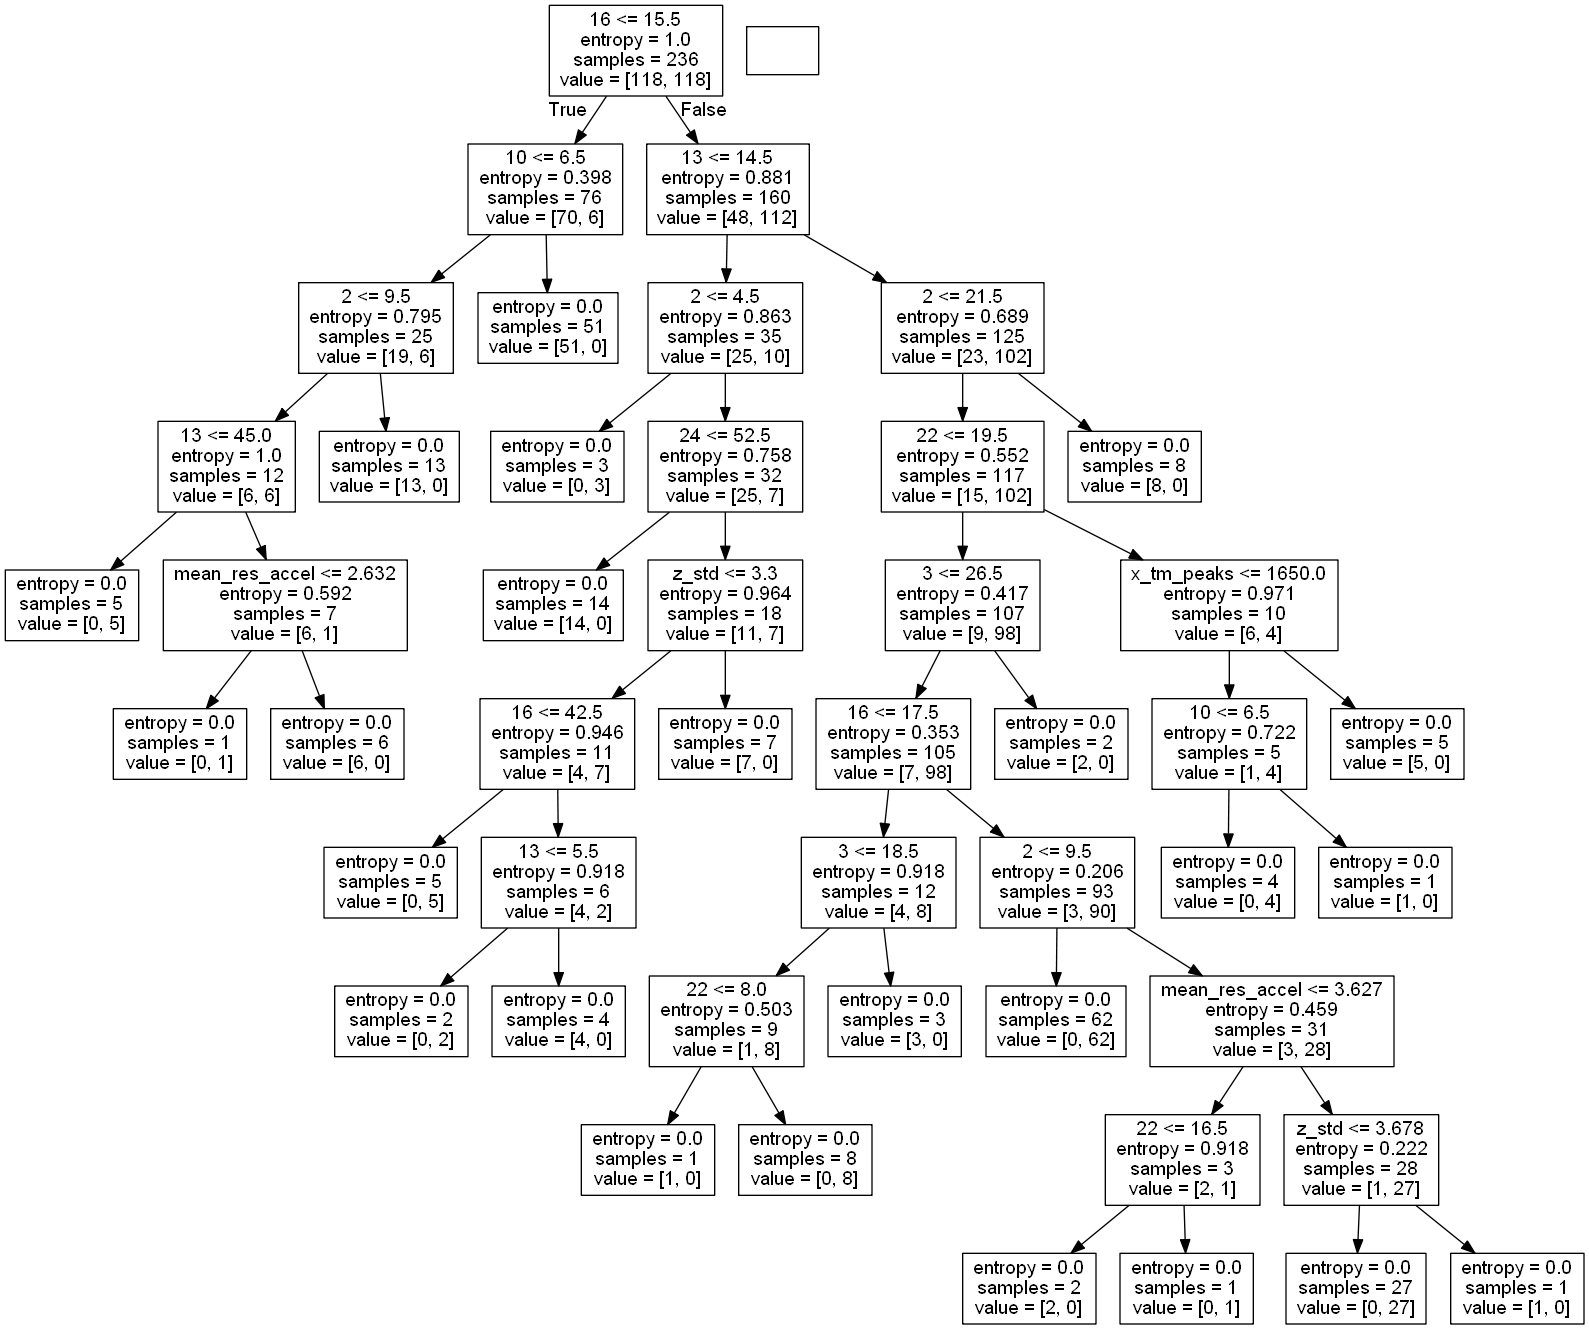 16 <= 15.5
entropy = 1.0
samples = 236
value = [118, 118]
True
False
10 <= 6.5
entropy = 0.398
samples = 76
value = [70, 6]
13 <= 14.5
entropy = 0.881
samples = 160
value = [48, 112]
2 <= 9.5
entropy = 0.795
samples = 25
value = [19, 6]
entropy = 0.0
samples = 51
value = [51, 0]
2 <= 4.5
entropy = 0.863
samples = 35
value = [25, 10]
2 <= 21.5
entropy = 0.689
samples = 125
value = [23, 102]
13 <= 45.0
entropy = 1.0
samples = 12
value = [6, 6]
entropy = 0.0
samples = 13
value = [13, 0]
entropy = 0.0
samples = 3
value = [0, 3]
24 <= 52.5
entropy = 0.758
samples = 32
value = [25, 7]
22 <= 19.5
entropy = 0.552
samples = 117
value = [15, 102]
entropy = 0.0
samples = 8
value = [8, 0]
entropy = 0.0
samples = 5
value = [0, 5]
mean_res_accel <= 2.632
entropy = 0.592
samples = 7
value = [6, 1]
entropy = 0.0
samples = 14
value = [14, 0]
z_std <= 3.3
entropy = 0.964
samples = 18
value = [11, 7]
3 <= 26.5
entropy = 0.417
samples = 107
value = [9, 98]
x_tm_peaks <= 1650.0
entropy = 0.971
samples = 10
value = [6, 4]
entropy = 0.0
samples = 1
value = [0, 1]
entropy = 0.0
samples = 6
value = [6, 0]
16 <= 42.5
entropy = 0.946
samples = 11
value = [4, 7]
entropy = 0.0
samples = 7
value = [7, 0]
16 <= 17.5
entropy = 0.353
samples = 105
value = [7, 98]
entropy = 0.0
samples = 2
value = [2, 0]
10 <= 6.5
entropy = 0.722
samples = 5
value = [1, 4]
entropy = 0.0
samples = 5
value = [5, 0]
entropy = 0.0
samples = 5
value = [0, 5]
13 <= 5.5
entropy = 0.918
samples = 6
value = [4, 2]
3 <= 18.5
entropy = 0.918
samples = 12
value = [4, 8]
2 <= 9.5
entropy = 0.206
samples = 93
value = [3, 90]
entropy = 0.0
samples = 4
value = [0, 4]
entropy = 0.0
samples = 1
value = [1, 0]
entropy = 0.0
samples = 2
value = [0, 2]
entropy = 0.0
samples = 4
value = [4, 0]
22 <= 8.0
entropy = 0.503
samples = 9
value = [1, 8]
entropy = 0.0
samples = 3
value = [3, 0]
entropy = 0.0
samples = 62
value = [0, 62]
mean_res_accel <= 3.627
entropy = 0.459
samples = 31
value = [3, 28]
entropy = 0.0
samples = 1
value = [1, 0]
entropy = 0.0
samples = 8
value = [0, 8]
22 <= 16.5
entropy = 0.918
samples = 3
value = [2, 1]
z_std <= 3.678
entropy = 0.222
samples = 28
value = [1, 27]
entropy = 0.0
samples = 2
value = [2, 0]
entropy = 0.0
samples = 1
value = [0, 1]
entropy = 0.0
samples = 27
value = [0, 27]
entropy = 0.0
samples = 1
value = [1, 0]